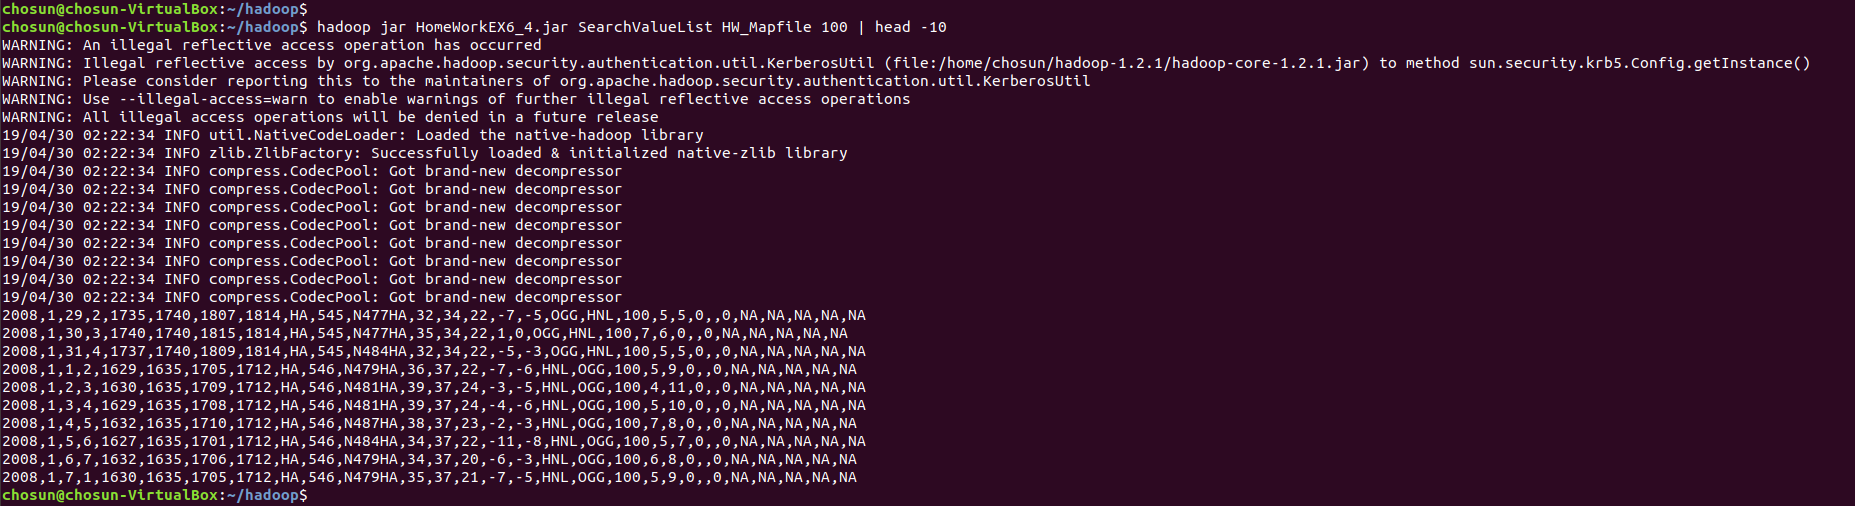 chosun@chosun-VirtualBox:~/hadoop$
chosun@chosun-VirtualBox:~/hadoop$ hadoop jar HomeWorkEX6_4.jar SearchValueList HW_Mapfile 100 | head -10
WARNING: An illegal reflective access operation has occurred
WARNING: Illegal reflective access by org.apache.hadoop.security.authentication.util.KerberosUtil (file:/home/chosun/hadoop-1.2.1/hadoop-core-1.2.1.jar) to method sun.security.krb5.Config.getInstance()
WARNING: Please consider reporting this to the maintainers of org.apache.hadoop.security.authentication.util.KerberosUtil
WARNING: Use --illegal-access=warn to enable warnings of further illegal reflective access operations
WARNING: All illegal access operations will be denied in a future release
19/04/30 02:22:34 INFO util.NativeCodeLoader: Loaded the native-hadoop library
19/04/30 02:22:34 INFO zlib.ZlibFactory: Successfully loaded & initialized native-zlib library
19/04/30 02:22:34 INFO compress.CodecPool: Got brand-new decompressor
19/04/30 02:22:34 INFO compress.CodecPool: Got brand-new decompressor
19/04/30 02:22:34 INFO compress.CodecPool: Got brand-new decompressor
19/04/30 02:22:34 INFO compress.CodecPool: Got brand-new decompressor
19/04/30 02:22:34 INFO compress.CodecPool: Got brand-new decompressor
19/04/30 02:22:34 INFO compress.CodecPool: Got brand-new decompressor
19/04/30 02:22:34 INFO compress.CodecPool: Got brand-new decompressor
19/04/30 02:22:34 INFO compress.CodecPool: Got brand-new decompressor
2008,1,29,2,1735,1740,1807,1814,HA,545,N477HA,32,34,22,-7,-5,OGG,HNL,100,5,5,0,,0,NA,NA,NA,NA,NA
2008,1,30,3,1740,1740,1815,1814,HA,545,N477HA,35,34,22,1,0,OGG,HNL,100,7,6,0,,0,NA,NA,NA,NA,NA
2008,1,31,4,1737,1740,1809,1814,HA,545,N484HA,32,34,22,-5,-3,OGG,HNL,100,5,5,0,,0,NA,NA,NA,NA,NA
2008,1,1,2,1629,1635,1705,1712,HA,546,N479HA,36,37,22,-7,-6,HNL,OGG,100,5,9,0,,0,NA,NA,NA,NA,NA
2008,1,2,3,1630,1635,1709,1712,HA,546,N481HA,39,37,24,-3,-5,HNL,OGG,100,4,11,0,,0,NA,NA,NA,NA,NA
2008,1,3,4,1629,1635,1708,1712,HA,546,N481HA,39,37,24,-4,-6,HNL,OGG,100,5,10,0,,0,NA,NA,NA,NA,NA
2008,1,4,5,1632,1635,1710,1712,HA,546,N487HA,38,37,23,-2,-3,HNL,OGG,100,7,8,0,,0,NA,NA,NA,NA,NA
2008,1,5,6,1627,1635,1701,1712,HA,546,N484HA,34,37,22,-11,-8,HNL,OGG,100,5,7,0,,0,NA,NA,NA,NA,NA
2008,1,6,7,1632,1635,1706,1712,HA,546,N479HA,34,37,20,-6,-3,HNL,OGG,100,6,8,0,,0,NA,NA,NA,NA,NA
2008,1,7,1,1630,1635,1705,1712,HA,546,N479HA,35,37,21,-7,-5,HNL,OGG,100,5,9,0,,0,NA,NA,NA,NA,NA
chosun@chosun-VirtualBox:~/hadoop$